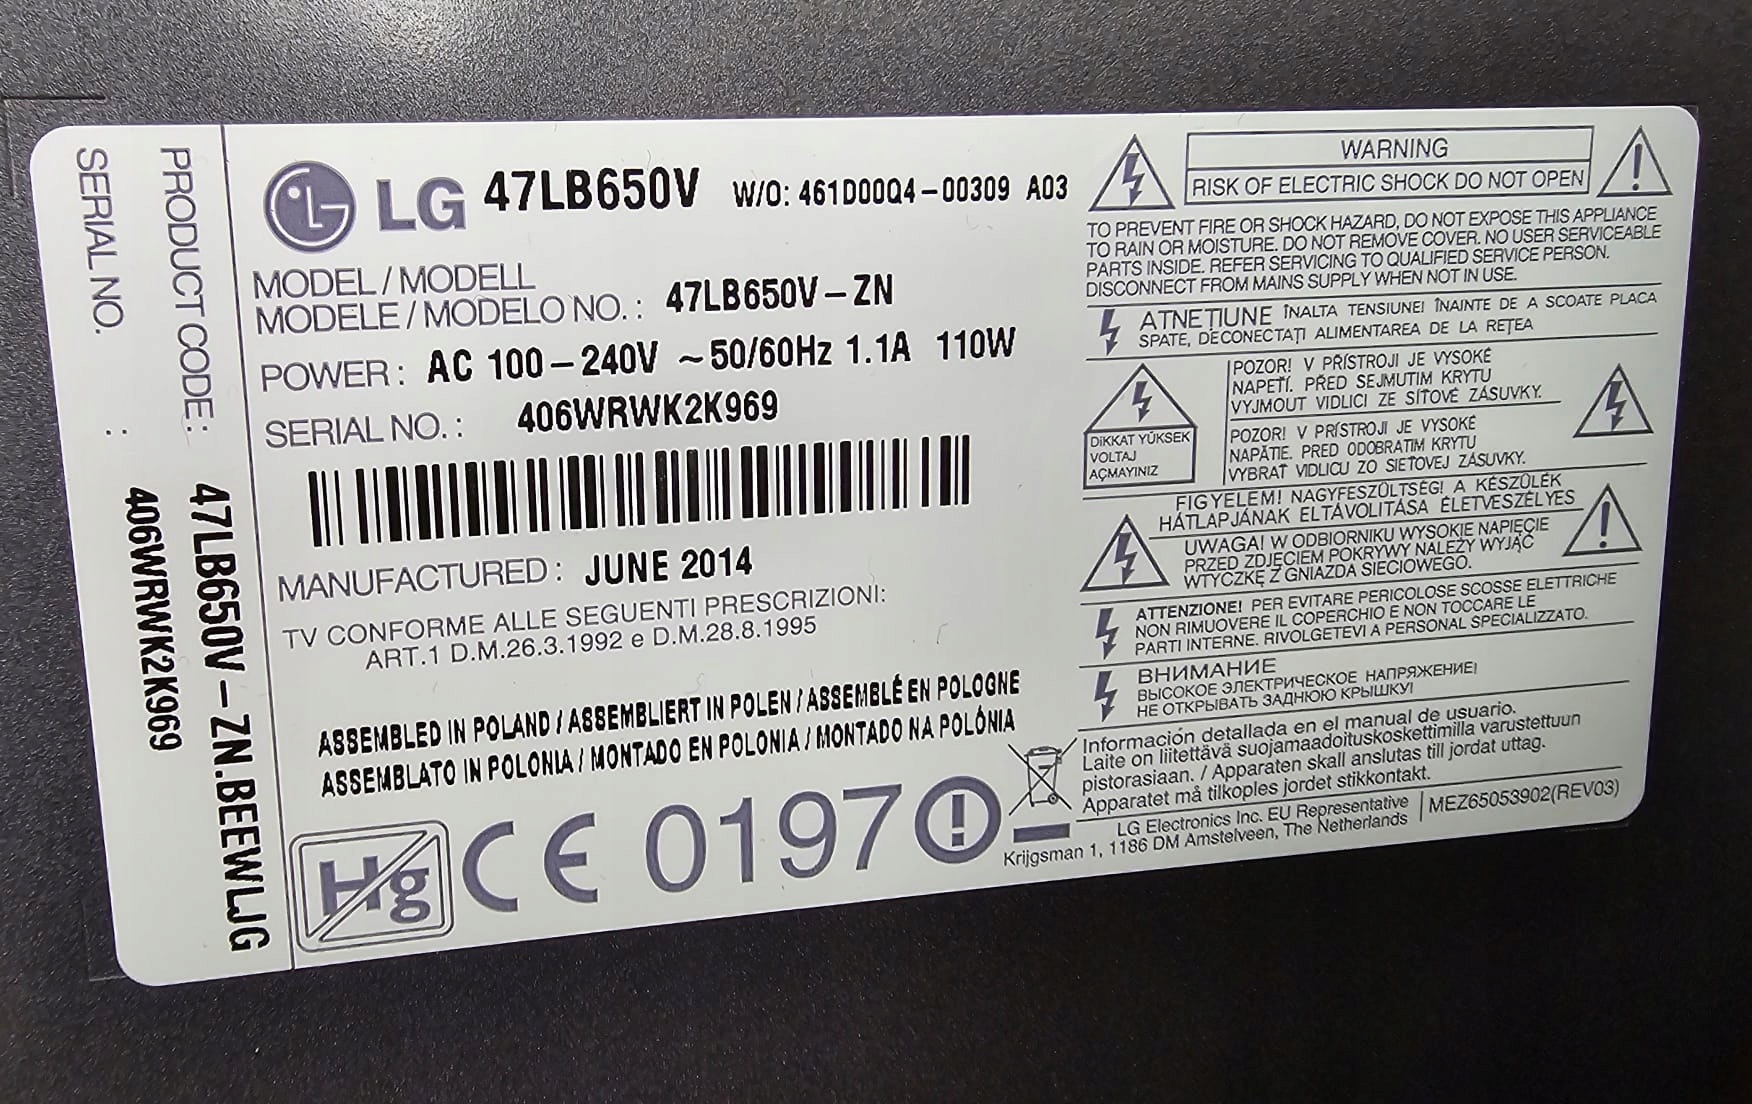 LG 47LB650V W/O: 461D00Q4-00309 A03
MODEL / MODELL
MODELE / MODELO NO. : 47LB650V-ZN
POWER : AC 100-240V ~50/60Hz 1.1A 110W
SERIAL NO. : 406WRWK2K969
MANUFACTURED : JUNE 2014
TV CONFORME ALLE SEGUENTI PRESCRIZIONI:
ART.1 D.M.26.3.1992 e D.M.28.8.1995
ASSEMBLED IN POLAND / ASSEMBLIERT IN POLEN / ASSEMBLÉ EN POLOGNE
ASSEMBLATO IN POLONIA / MONTADO EN POLONIA / MONTADO NA POLÔNIA
Hg CE 0197
PRODUCT CODE : 47LB650V-ZN.BEEWLJG
SERIAL NO. : 406WRWK2K969
WARNING
RISK OF ELECTRIC SHOCK DO NOT OPEN
TO PREVENT FIRE OR SHOCK HAZARD, DO NOT EXPOSE THIS APPLIANCE
TO RAIN OR MOISTURE. DO NOT REMOVE COVER. NO USER SERVICEABLE
PARTS INSIDE. REFER SERVICING TO QUALIFIED SERVICE PERSON.
DISCONNECT FROM MAINS SUPPLY WHEN NOT IN USE.
ATNEŢIUNE ÎNALTA TENSIUNE! ÎNAINTE DE A SCOATE PLACA
SPATE, DECONECTAŢI ALIMENTAREA DE LA REŢEA
DİKKAT YÜKSEK
VOLTAJ
AÇMAYINIZ
POZOR! V PŘÍSTROJI JE VYSOKÉ
NAPĚTÍ. PŘED SEJMUTIM KRYTU
VYJMOUT VIDLICI ZE SÍŤOVÉ ZÁSUVKY.
POZOR! V PRÍSTROJI JE VYSOKÉ
NAPÄTIE. PRED ODOBRATIM KRYTU
VYBRAŤ VIDLICU ZO SIEŤOVEJ ZÁSUVKY.
FIGYELEM! NAGYFESZÜLTSÉG! A KÉSZÜLÉK
HÁTLAPJÁNAK ELTÁVOLITÁSA ÉLETVESZÉLYES
UWAGA! W ODBIORNIKU WYSOKIE NAPIĘCIE
PRZED ZDJĘCIEM POKRYWY NALEŻY WYJĄĆ
WTYCZKĘ Z GNIAZDA SIECIOWEGO.
ATTENZIONE! PER EVITARE PERICOLOSE SCOSSE ELETTRICHE
NON RIMUOVERE IL COPERCHIO E NON TOCCARE LE
PARTI INTERNE. RIVOLGETEVI A PERSONAL SPECIALIZZATO.
ВНИМАНИЕ
ВЫСОКОЕ ЭЛЕКТРИЧЕСКОЕ НАПРЯЖЕНИЕ!
НЕ ОТКРЫВАТЬ ЗАДНЮЮ КРЫШКУ!
Información detallada en el manual de usuario.
Laite on liitettävä suojamaadoituskoskettimilla varustettuun
pistorasiaan. / Apparaten skall anslutas till jordat uttag.
Apparatet må tilkoples jordet stikkontakt.
LG Electronics Inc. EU Representative
Krijgsman 1, 1186 DM Amstelveen, The Netherlands
MEZ65053902(REV03)